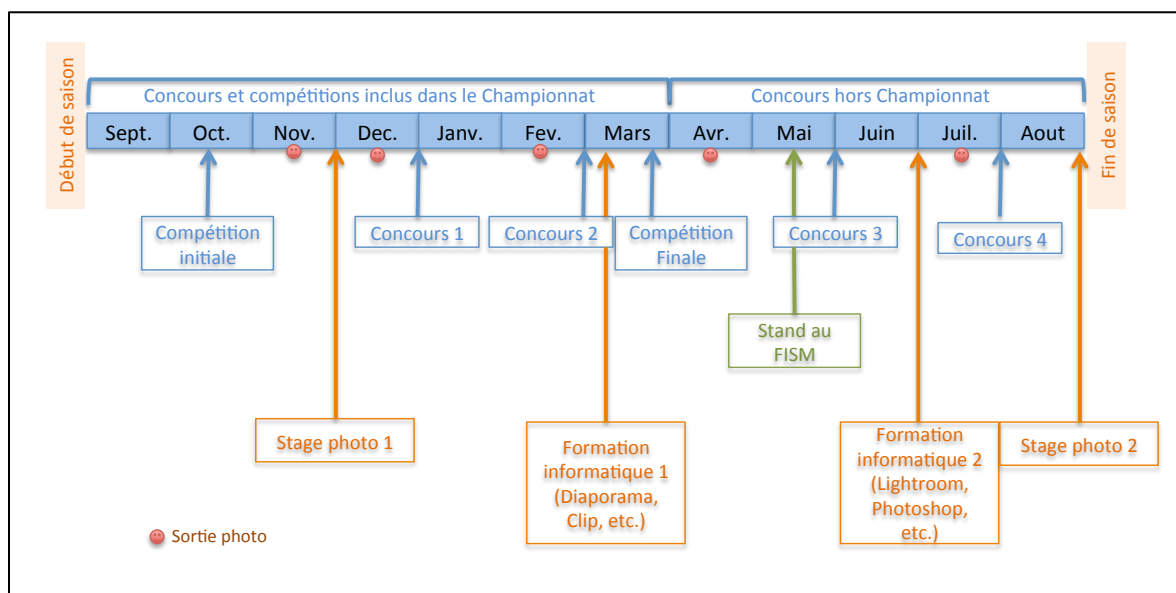 Début de saison
Concours et compétitions inclus dans le Championnat
Concours hors Championnat
Fin de saison
Sept.
Oct.
Nov.
Dec.
Janv.
Fev.
Mars
Avr.
Mai
Juin
Juil.
Aout
Compétition
initiale
Concours 1
Concours 2
Compétition
Finale
Concours 3
Concours 4
Stand au
FISM
Stage photo 1
Formation
informatique 1
(Diaporama,
Clip, etc.)
Formation
informatique 2
(Lightroom,
Photoshop,
etc.)
Stage photo 2
Sortie photo